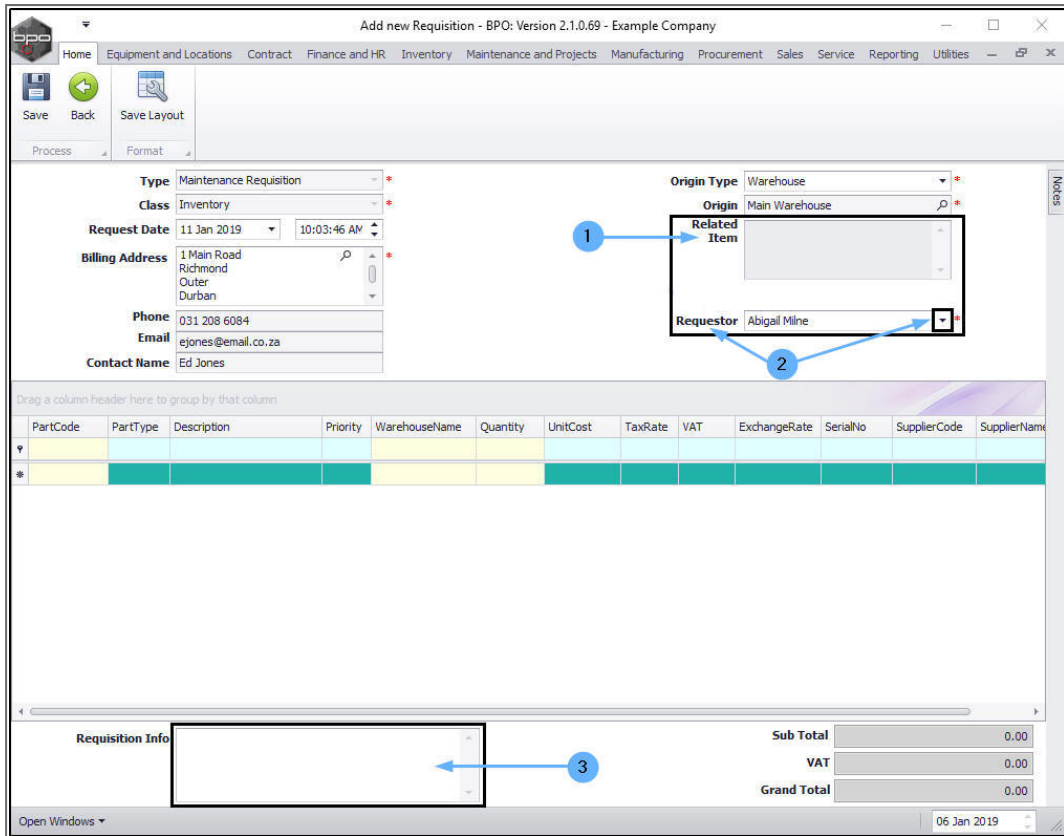 Add new Requisition - BPO: Version 2.1.0.69 - Example Company
bpo
Home Equipment and Locations Contract Finance and HR Inventory Maintenance and Projects Manufacturing Procurement Sales Service Reporting Utilities
Save Back Save Layout
Process Format
Type Maintenance Requisition * Origin Type Warehouse *
Class Inventory * Origin Main Warehouse *
Notes
Request Date 11 Jan 2019 10:03:46 AM
1 Related
Item
Billing Address 1 Main Road *
Richmond
Outer
Durban
Phone 031 208 6084 Requestor Abigail Milne *
Email ejones@email.co.za
2
Contact Name Ed Jones
Drag a column header here to group by that column
PartCode PartType Description Priority WarehouseName Quantity UnitCost TaxRate VAT ExchangeRate SerialNo SupplierCode SupplierName
Requisition Info Sub Total 0.00
3 VAT 0.00
Grand Total 0.00
Open Windows 06 Jan 2019